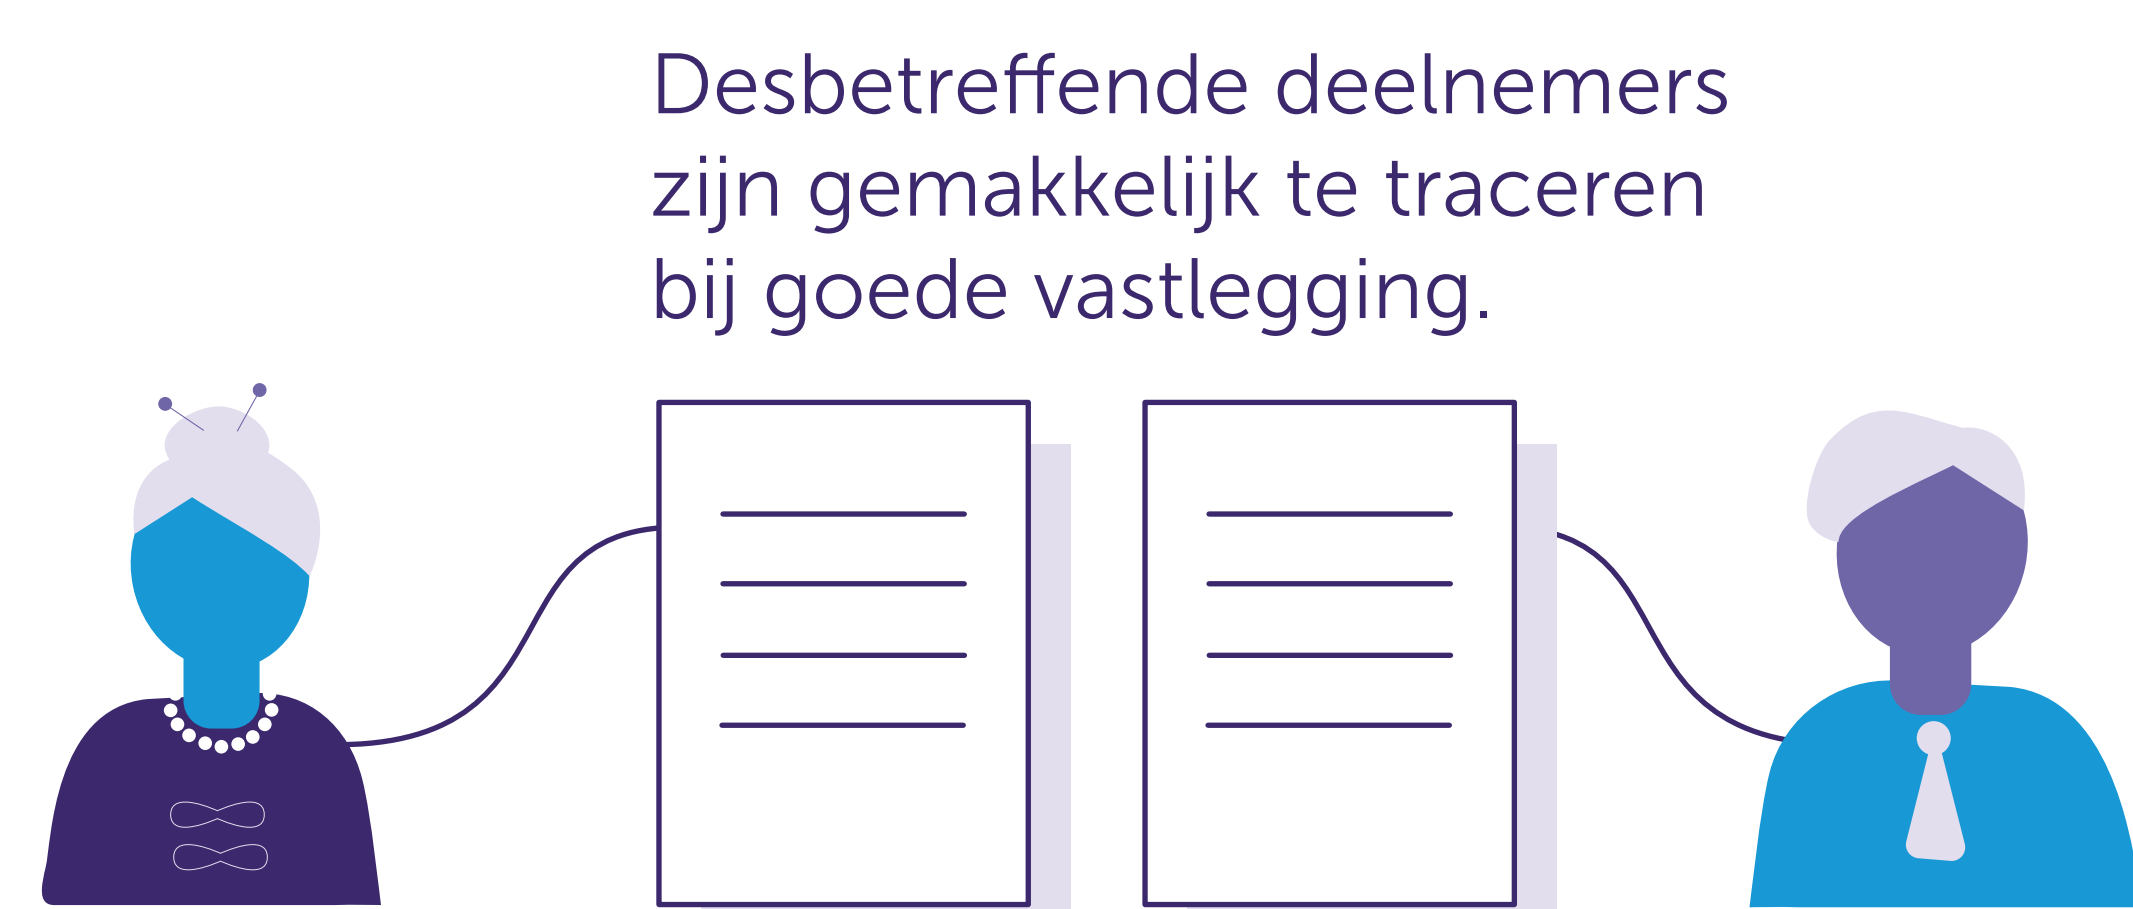 Desbetreffende deelnemers
zijn gemakkelijk te traceren
bij goede vastlegging.